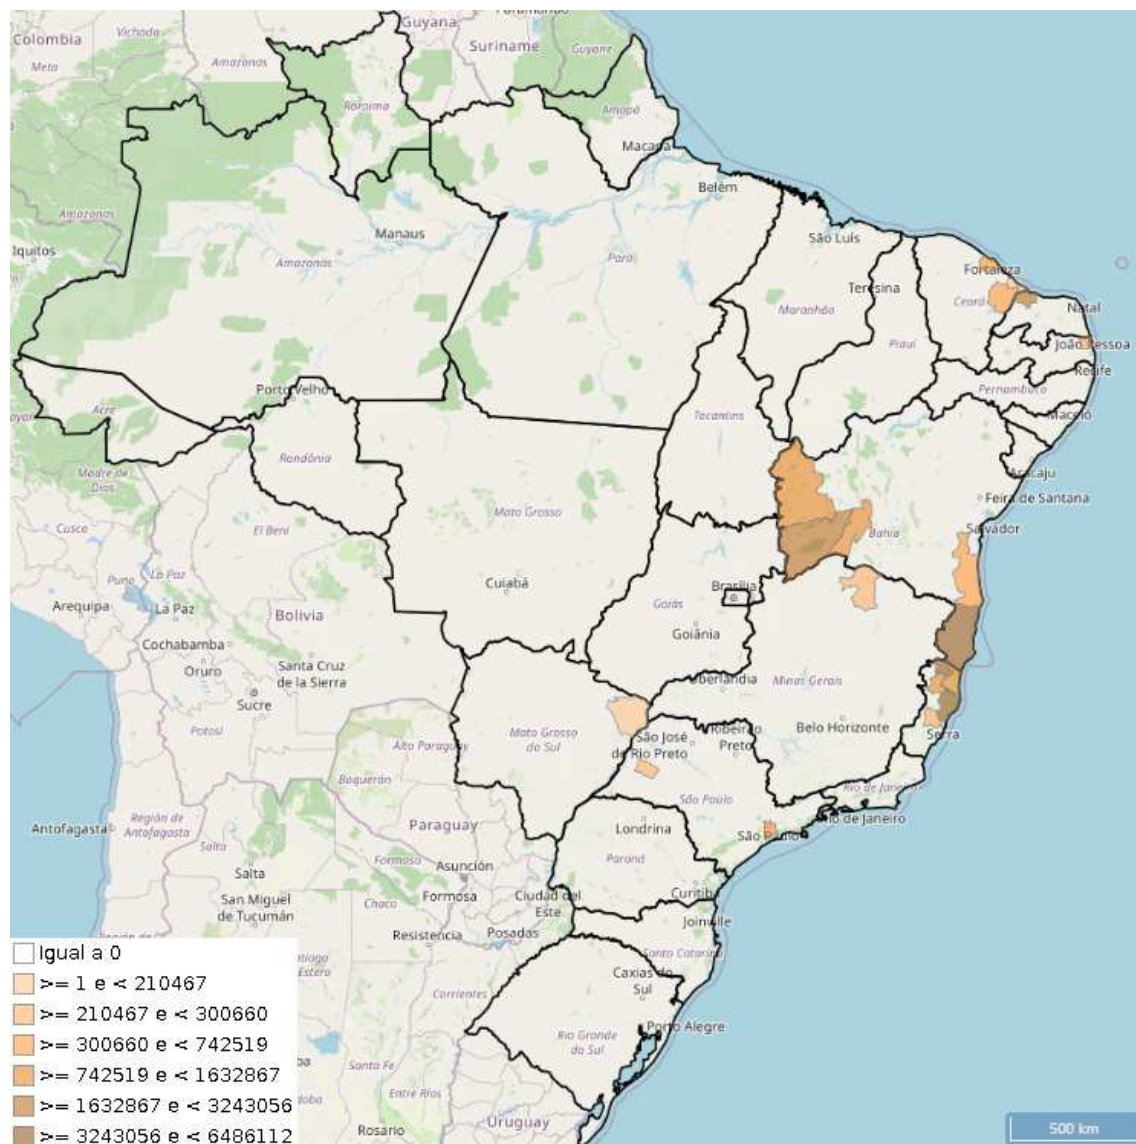 Paramaribo
Guyana
Colombia
Vichada
Suriname
Guyane
Meta
Amazonas
Roraima
Amapá
Macapá
Belém
Amazonas
Manaus
São Luís
Iquitos
Amazonas
Pará
Fortaleza
Teresina
Ceará
Maranhão
Natal
Piauí
João Pessoa
Recife
Porto Velho
Pernambuco
Acre
Tocantins
Maceió
Rondônia
Madre de
Dios
Aracaju
Feira de Santana
Mato Grosso
Cusco
El Beni
Bahia
Salvador
Puno
La Paz
Cuiabá
Brasília
Arequipa
La Paz
Bolivia
Goiás
Goiânia
Cochabamba
Oruro
Santa Cruz
de la Sierra
Uberlândia
Minas Gerais
Sucre
Potosí
Mato Grosso
do Sul
Belo Horizonte
Serra
Alto Paraguay
São José
do Rio Preto
Ribeirão
Preto
Boquerón
São Paulo
Rio de Janeiro
Antofagasta
Región de
Antofagasta
Paraguay
Londrina
São Paulo
Rio de Janeiro
Salta
Formosa
Asunción
Paraná
Salta
San Miguel
de Tucumán
Chaco
Formosa
Ciudad del
Este
Curitiba
Resistencia
Posadas
Joinville
Santa Catarina
Caxias do
Sul
Corrientes
Porto Alegre
Rio Grande
do Sul
Santa Fe
Entre Ríos
Uruguay
Rosario
Igual a 0
>= 1 e < 210467
>= 210467 e < 300660
>= 300660 e < 742519
>= 742519 e < 1632867
>= 1632867 e < 3243056
>= 3243056 e < 6486112
500 km